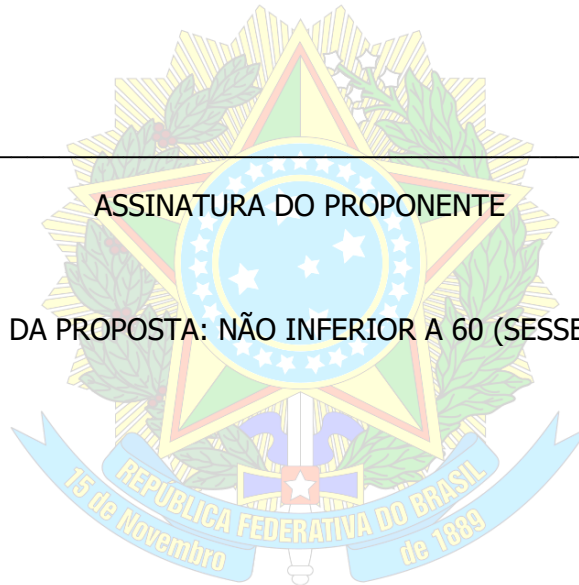 ASSINATURA DO PROPONENTE
DA PROPOSTA: NÃO INFERIOR A 60 (SESSE
REPÚBLICA FEDERATIVA DO BRASIL
15 de Novembro
de 1889